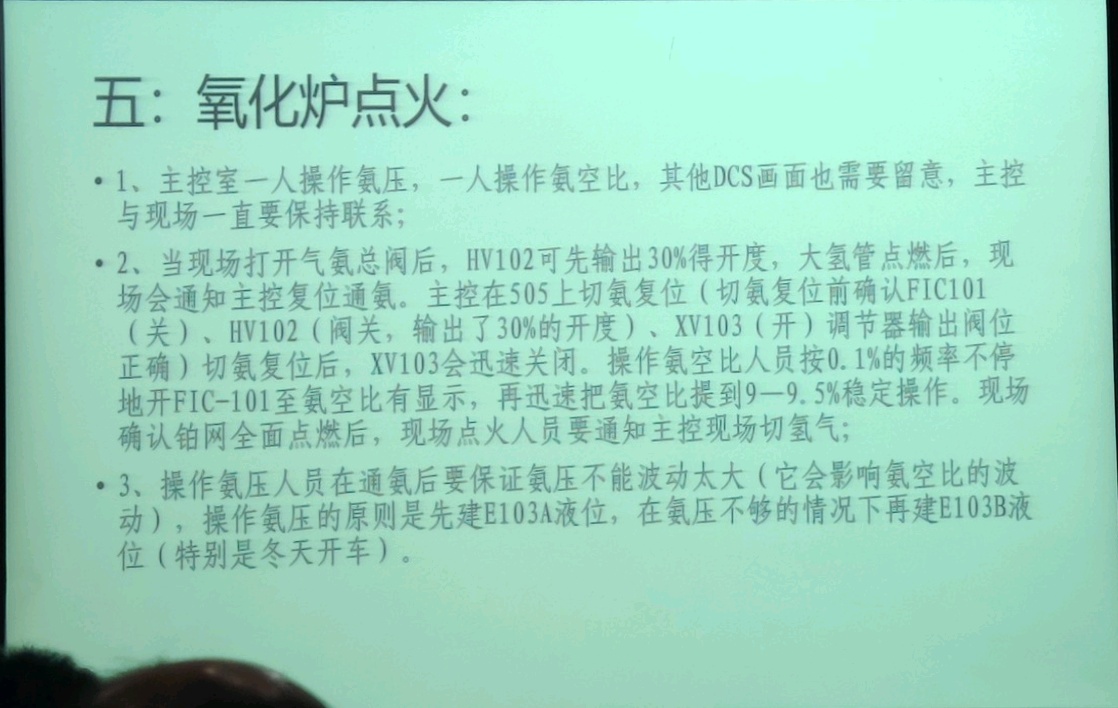 五：氧化炉点火：
• 1、主控室一人操作氨压，一人操作氨空比，其他DCS画面也需要留意，主控
与现场一直要保持联系；
• 2、当现场打开气氨总阀后，HV102可先输出30%得开度，大氢管点燃后，现
场会通知主控复位通氨。主控在505上切氨复位（切氨复位前确认FIC101
（关）、HV102（阀关，输出了30%的开度）、XV103（开）调节器输出阀位
正确）切氨复位后，XV103会迅速关闭。操作氨空比人员按0.1%的频率不停
地开FIC-101至氨空比有显示，再迅速把氨空比提到9—9.5%稳定操作。现场
确认铂网全面点燃后，现场点火人员要通知主控现场切氢气；
• 3、操作氨压人员在通氨后要保证氨压不能波动太大（它会影响氨空比的波
动），操作氨压的原则是先建E103A液位，在氨压不够的情况下再建E103B液
位（特别是冬天开车）。